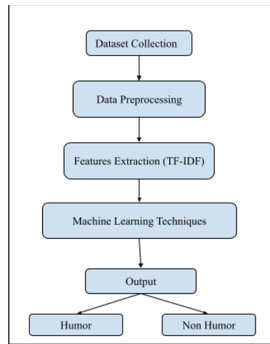 Dataset Collection
Data Preprocessing
Features Extraction (TF-IDF)
Machine Learning Techniques
Output
Humor
Non Humor